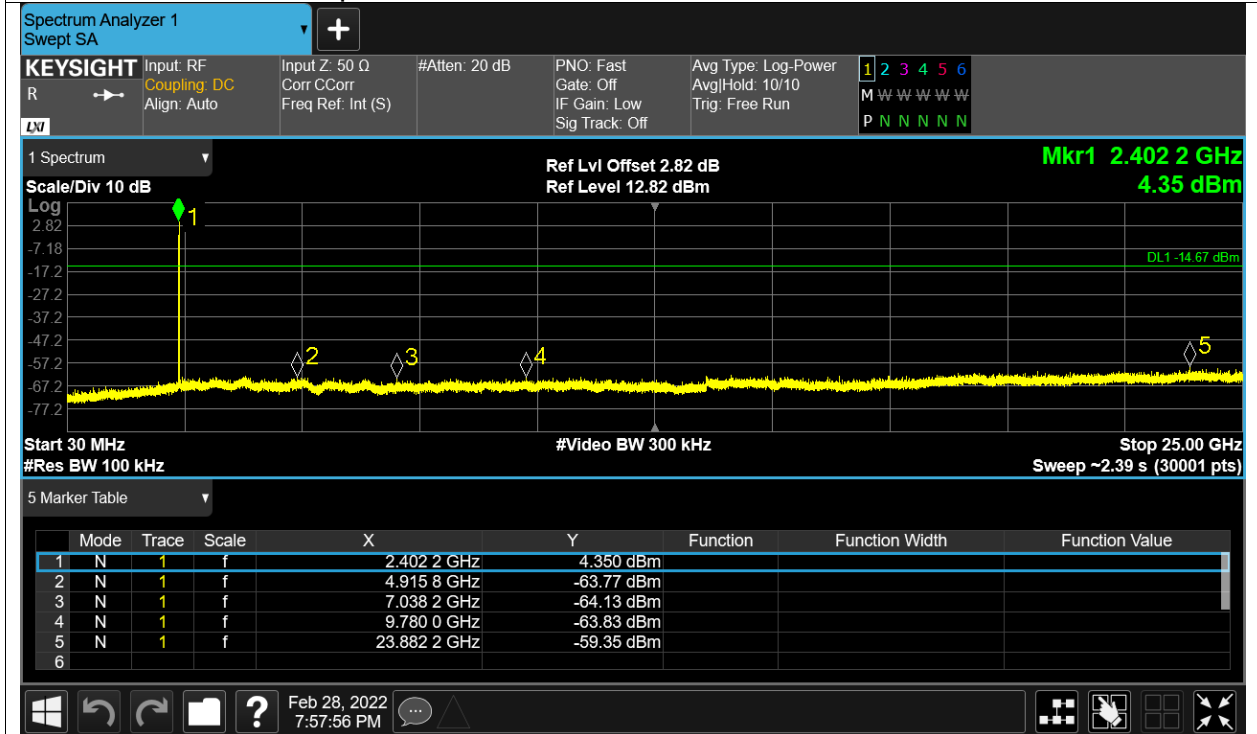 Spectrum Analyzer 1
Swept SA
+
KEYSIGHT Input: RF Input Z: 50 Ω #Atten: 20 dB PNO: Fast Avg Type: Log-Power 1 2 3 4 5 6
R Coupling: DC Corr CCorr Gate: Off Avg|Hold: 10/10 M W W W W W
Align: Auto Freq Ref: Int (S) IF Gain: Low Trig: Free Run
LXI Sig Track: Off P N N N N N N
1 Spectrum Ref Lvl Offset 2.82 dB Mkr1 2.402 2 GHz
Scale/Div 10 dB Ref Level 12.82 dBm 4.35 dBm
Log
1
2.82
-7.18
DL1 -14.67 dBm
-17.2
-27.2
-37.2
-47.2
2 3 4 5
-57.2
-67.2
-77.2
Start 30 MHz #Video BW 300 kHz Stop 25.00 GHz
#Res BW 100 kHz Sweep ~2.39 s (30001 pts)
5 Marker Table
Mode Trace Scale X Y Function Function Width Function Value
1 N 1 f 2.402 2 GHz 4.350 dBm
2 N 1 f 4.915 8 GHz -63.77 dBm
3 N 1 f 7.038 2 GHz -64.13 dBm
4 N 1 f 9.780 0 GHz -63.83 dBm
5 N 1 f 23.882 2 GHz -59.35 dBm
6
? Feb 28, 2022
7:57:56 PM